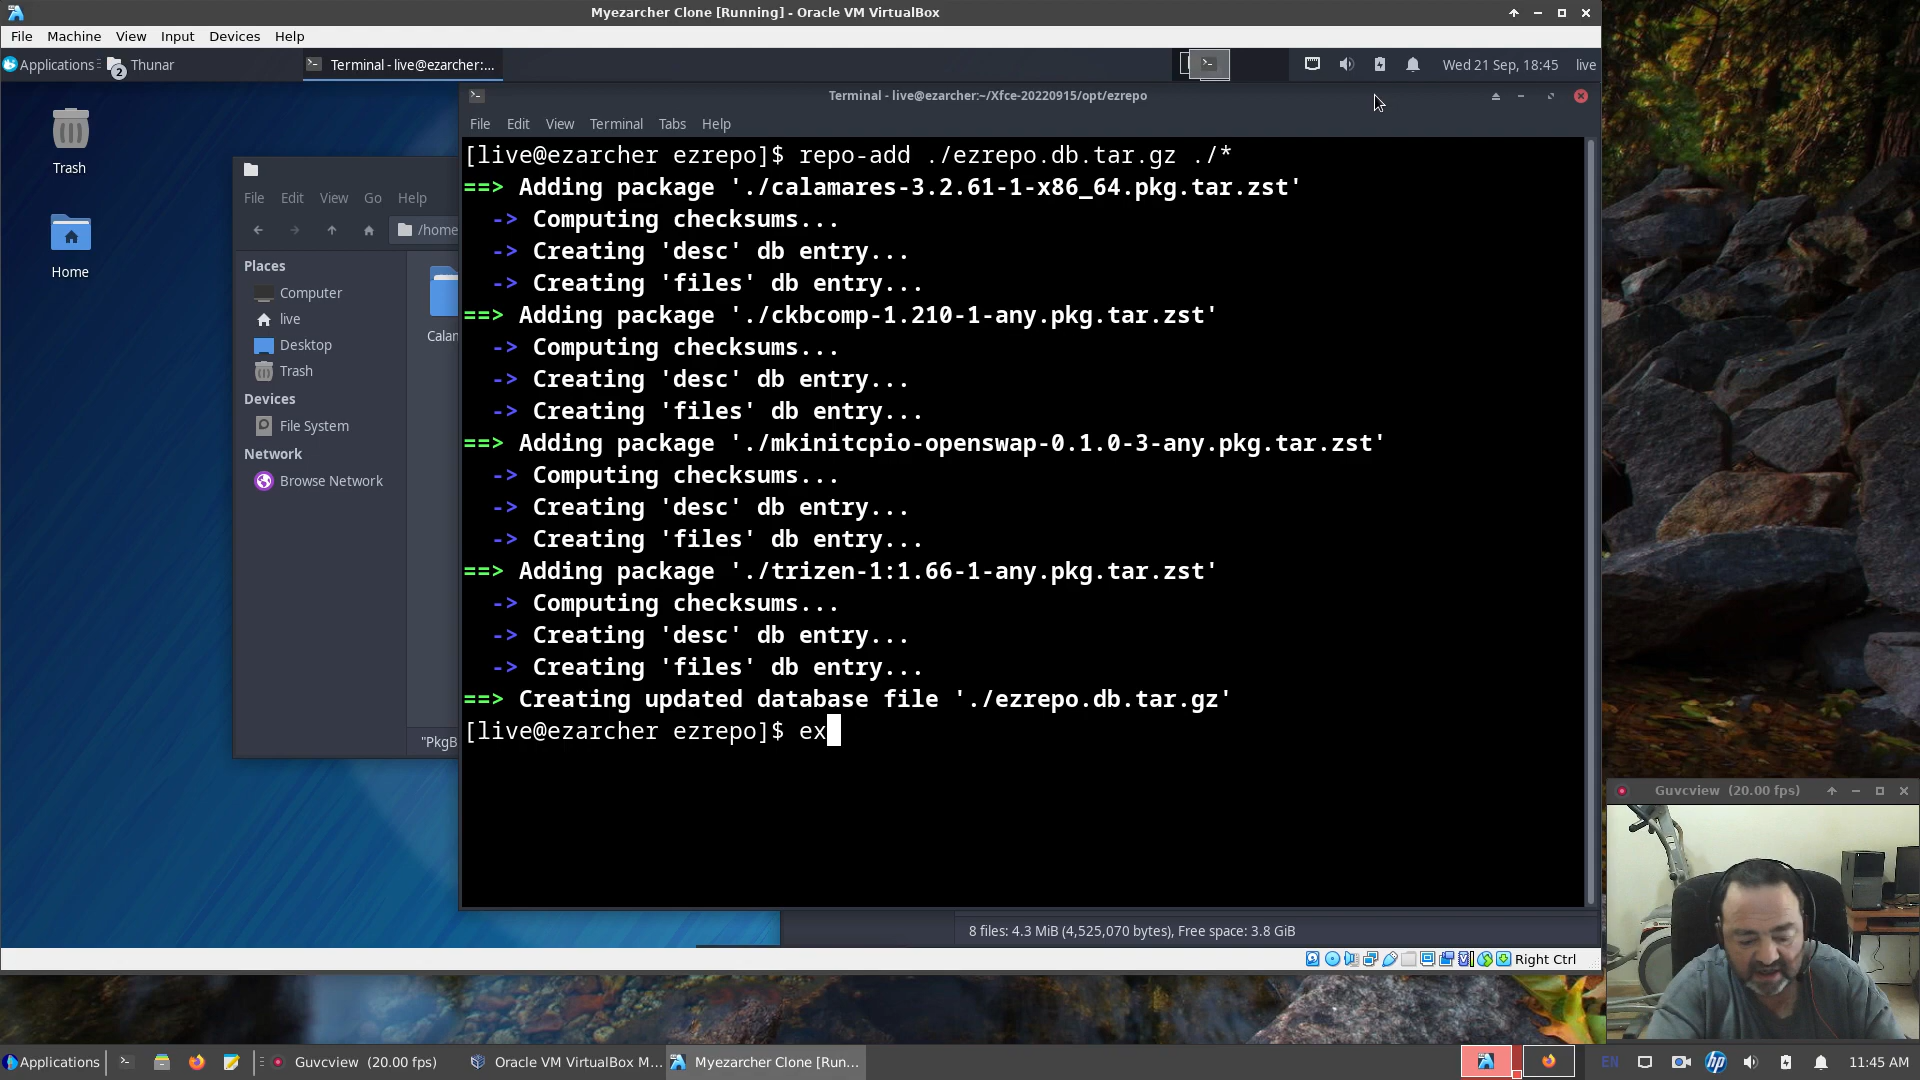 Myezarcher Clone [Running] - Oracle VM VirtualBox
File Machine View Input Devices Help
Applications 2 Thunar Terminal - live@ezarcher:... Wed 21 Sep, 18:45 live
Terminal - live@ezarcher:~/Xfce-20220915/opt/ezrepo
File Edit View Terminal Tabs Help
[live@ezarcher ezrepo]$ repo-add ./ezrepo.db.tar.gz ./*
==> Adding package './calamares-3.2.61-1-x86_64.pkg.tar.zst'
-> Computing checksums...
-> Creating 'desc' db entry...
-> Creating 'files' db entry...
==> Adding package './ckbcomp-1.210-1-any.pkg.tar.zst'
-> Computing checksums...
-> Creating 'desc' db entry...
-> Creating 'files' db entry...
==> Adding package './mkinitcpio-openswap-0.1.0-3-any.pkg.tar.zst'
-> Computing checksums...
-> Creating 'desc' db entry...
-> Creating 'files' db entry...
==> Adding package './trizen-1:1.66-1-any.pkg.tar.zst'
-> Computing checksums...
-> Creating 'desc' db entry...
-> Creating 'files' db entry...
==> Creating updated database file './ezrepo.db.tar.gz'
[live@ezarcher ezrepo]$ ex
Trash
Home
File Edit View Go Help
/home
Places
Computer
live
Desktop
Trash
Devices
File System
Network
Browse Network
Calan
"PkgB
8 files: 4.3 MiB (4,525,070 bytes), Free space: 3.8 GiB
Right Ctrl
Guvcview (20.00 fps)
Applications Guvcview (20.00 fps) Oracle VM VirtualBox M... Myezarcher Clone [Run... EN hp 11:45 AM